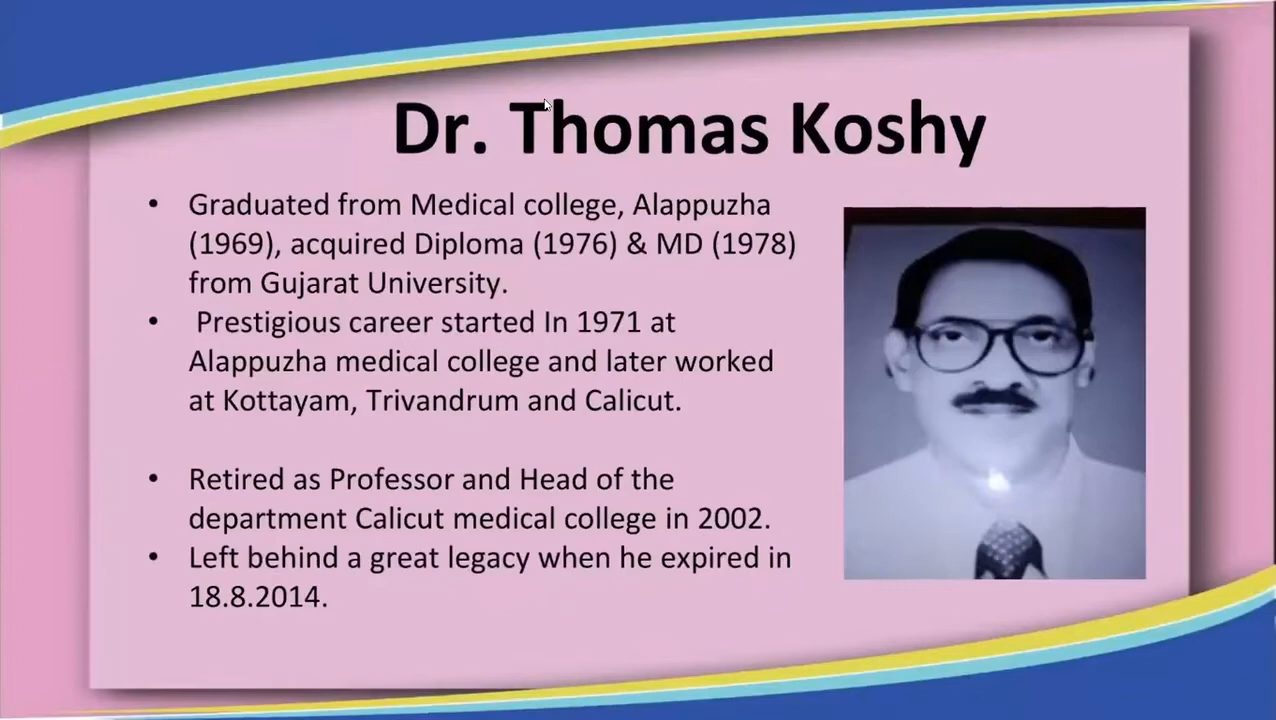 Dr. Thomas Koshy
• Graduated from Medical college, Alappuzha
(1969), acquired Diploma (1976) & MD (1978)
from Gujarat University.
• Prestigious career started In 1971 at
Alappuzha medical college and later worked
at Kottayam, Trivandrum and Calicut.
• Retired as Professor and Head of the
department Calicut medical college in 2002.
• Left behind a great legacy when he expired in
18.8.2014.